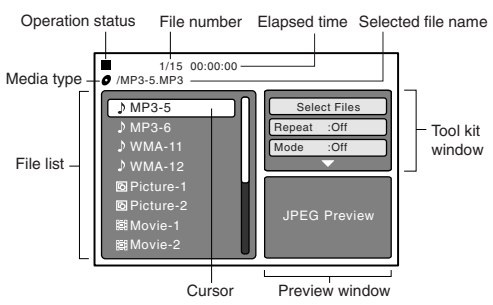 Operation status File number Elapsed time Selected file name
1/15 00:00:00
Media type /MP3-5.MP3
MP3-5
MP3-6
WMA-11
WMA-12
Picture-1
Picture-2
Movie-1
Movie-2
File list
Select Files
Repeat :Off
Mode :Off
Tool kit window
JPEG Preview
Cursor Preview window